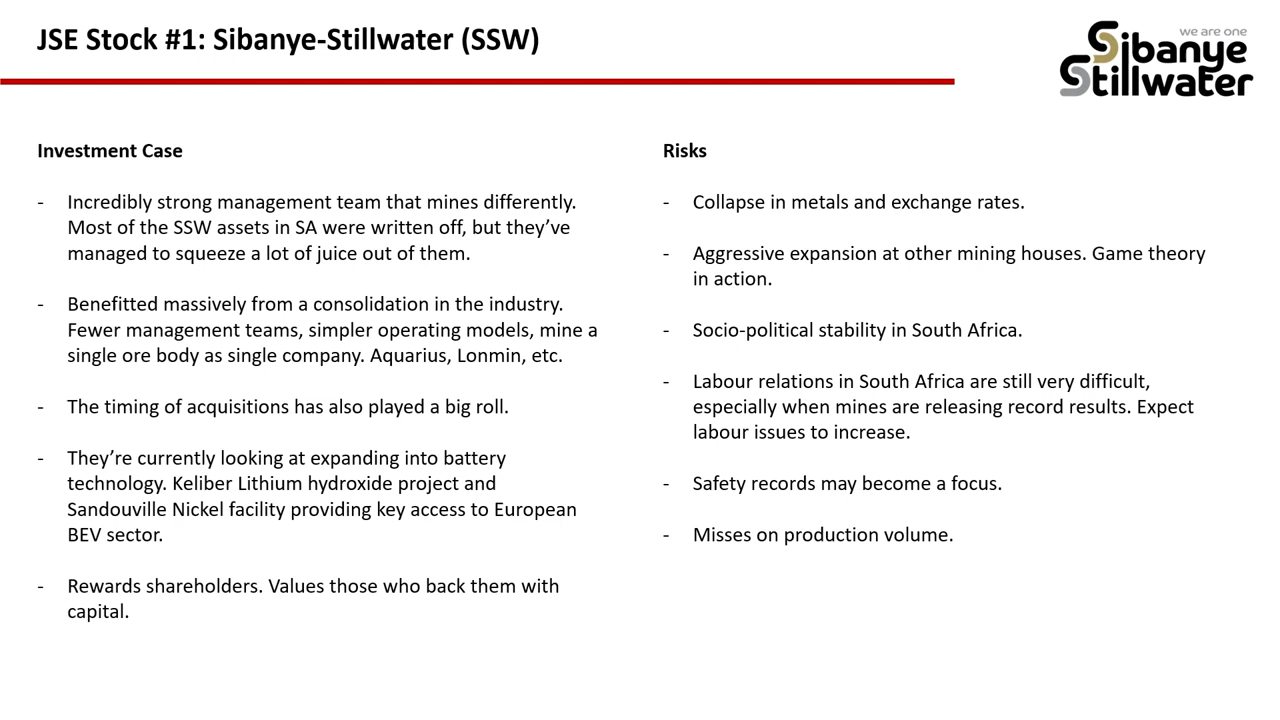 JSE Stock #1: Sibanye-Stillwater (SSW)
we are one
Sibanye
Stillwater
Investment Case
- Incredibly strong management team that mines differently.
Most of the SSW assets in SA were written off, but they've
managed to squeeze a lot of juice out of them.
- Benefitted massively from a consolidation in the industry.
Fewer management teams, simpler operating models, mine a
single ore body as single company. Aquarius, Lonmin, etc.
- The timing of acquisitions has also played a big roll.
- They're currently looking at expanding into battery
technology. Keliber Lithium hydroxide project and
Sandouville Nickel facility providing key access to European
BEV sector.
- Rewards shareholders. Values those who back them with
capital.
Risks
- Collapse in metals and exchange rates.
- Aggressive expansion at other mining houses. Game theory
in action.
- Socio-political stability in South Africa.
- Labour relations in South Africa are still very difficult,
especially when mines are releasing record results. Expect
labour issues to increase.
- Safety records may become a focus.
- Misses on production volume.